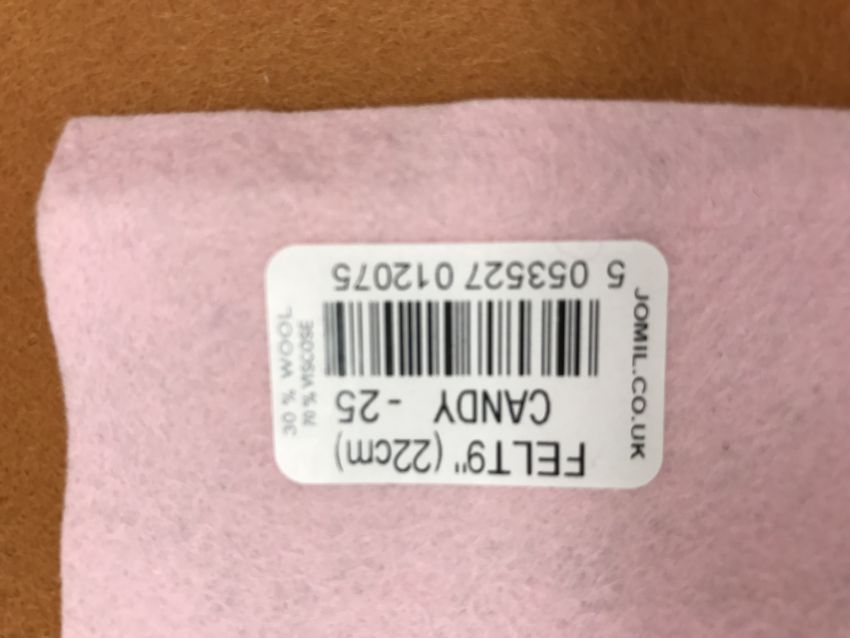 FELT9" (22cm)
CANDY - 25
5 053527 012075
JOMIL.CO.UK
30 % WOOL
70 % VISCOSE